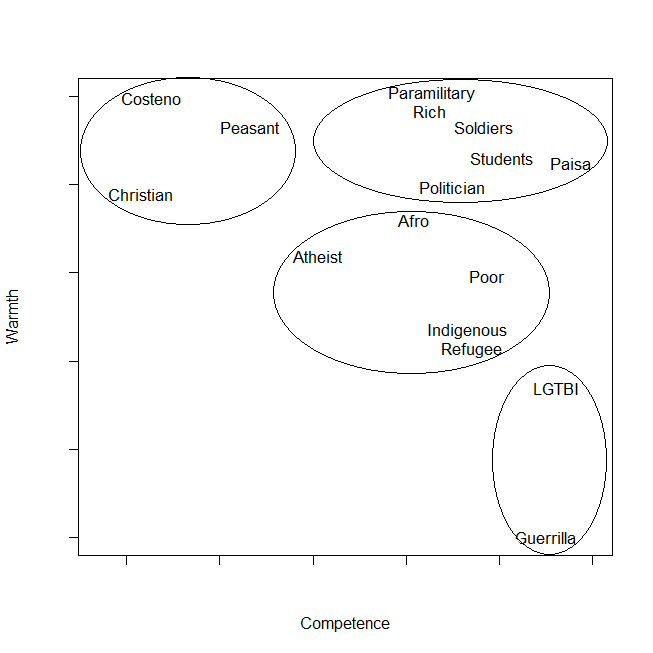 Costeno
Paramilitary
Rich
Peasant
Soldiers
Students
Paisa
Politician
Christian
Afro
Atheist
Poor
Indigenous
Refugee
LGTBI
Guerrilla
Warmth
Competence